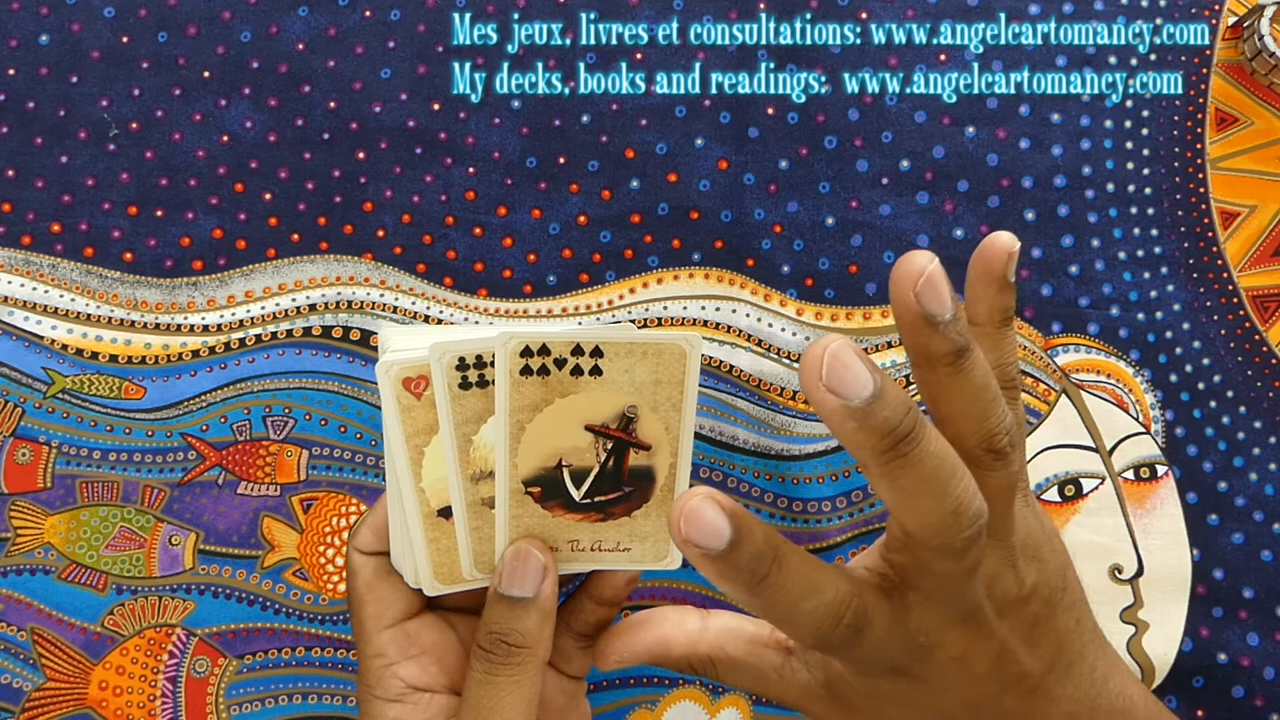 Mes jeux, livres et consultations: www.angelcartomancy.com
My decks, books and readings: www.angelcartomancy.com
Q
The Anchor